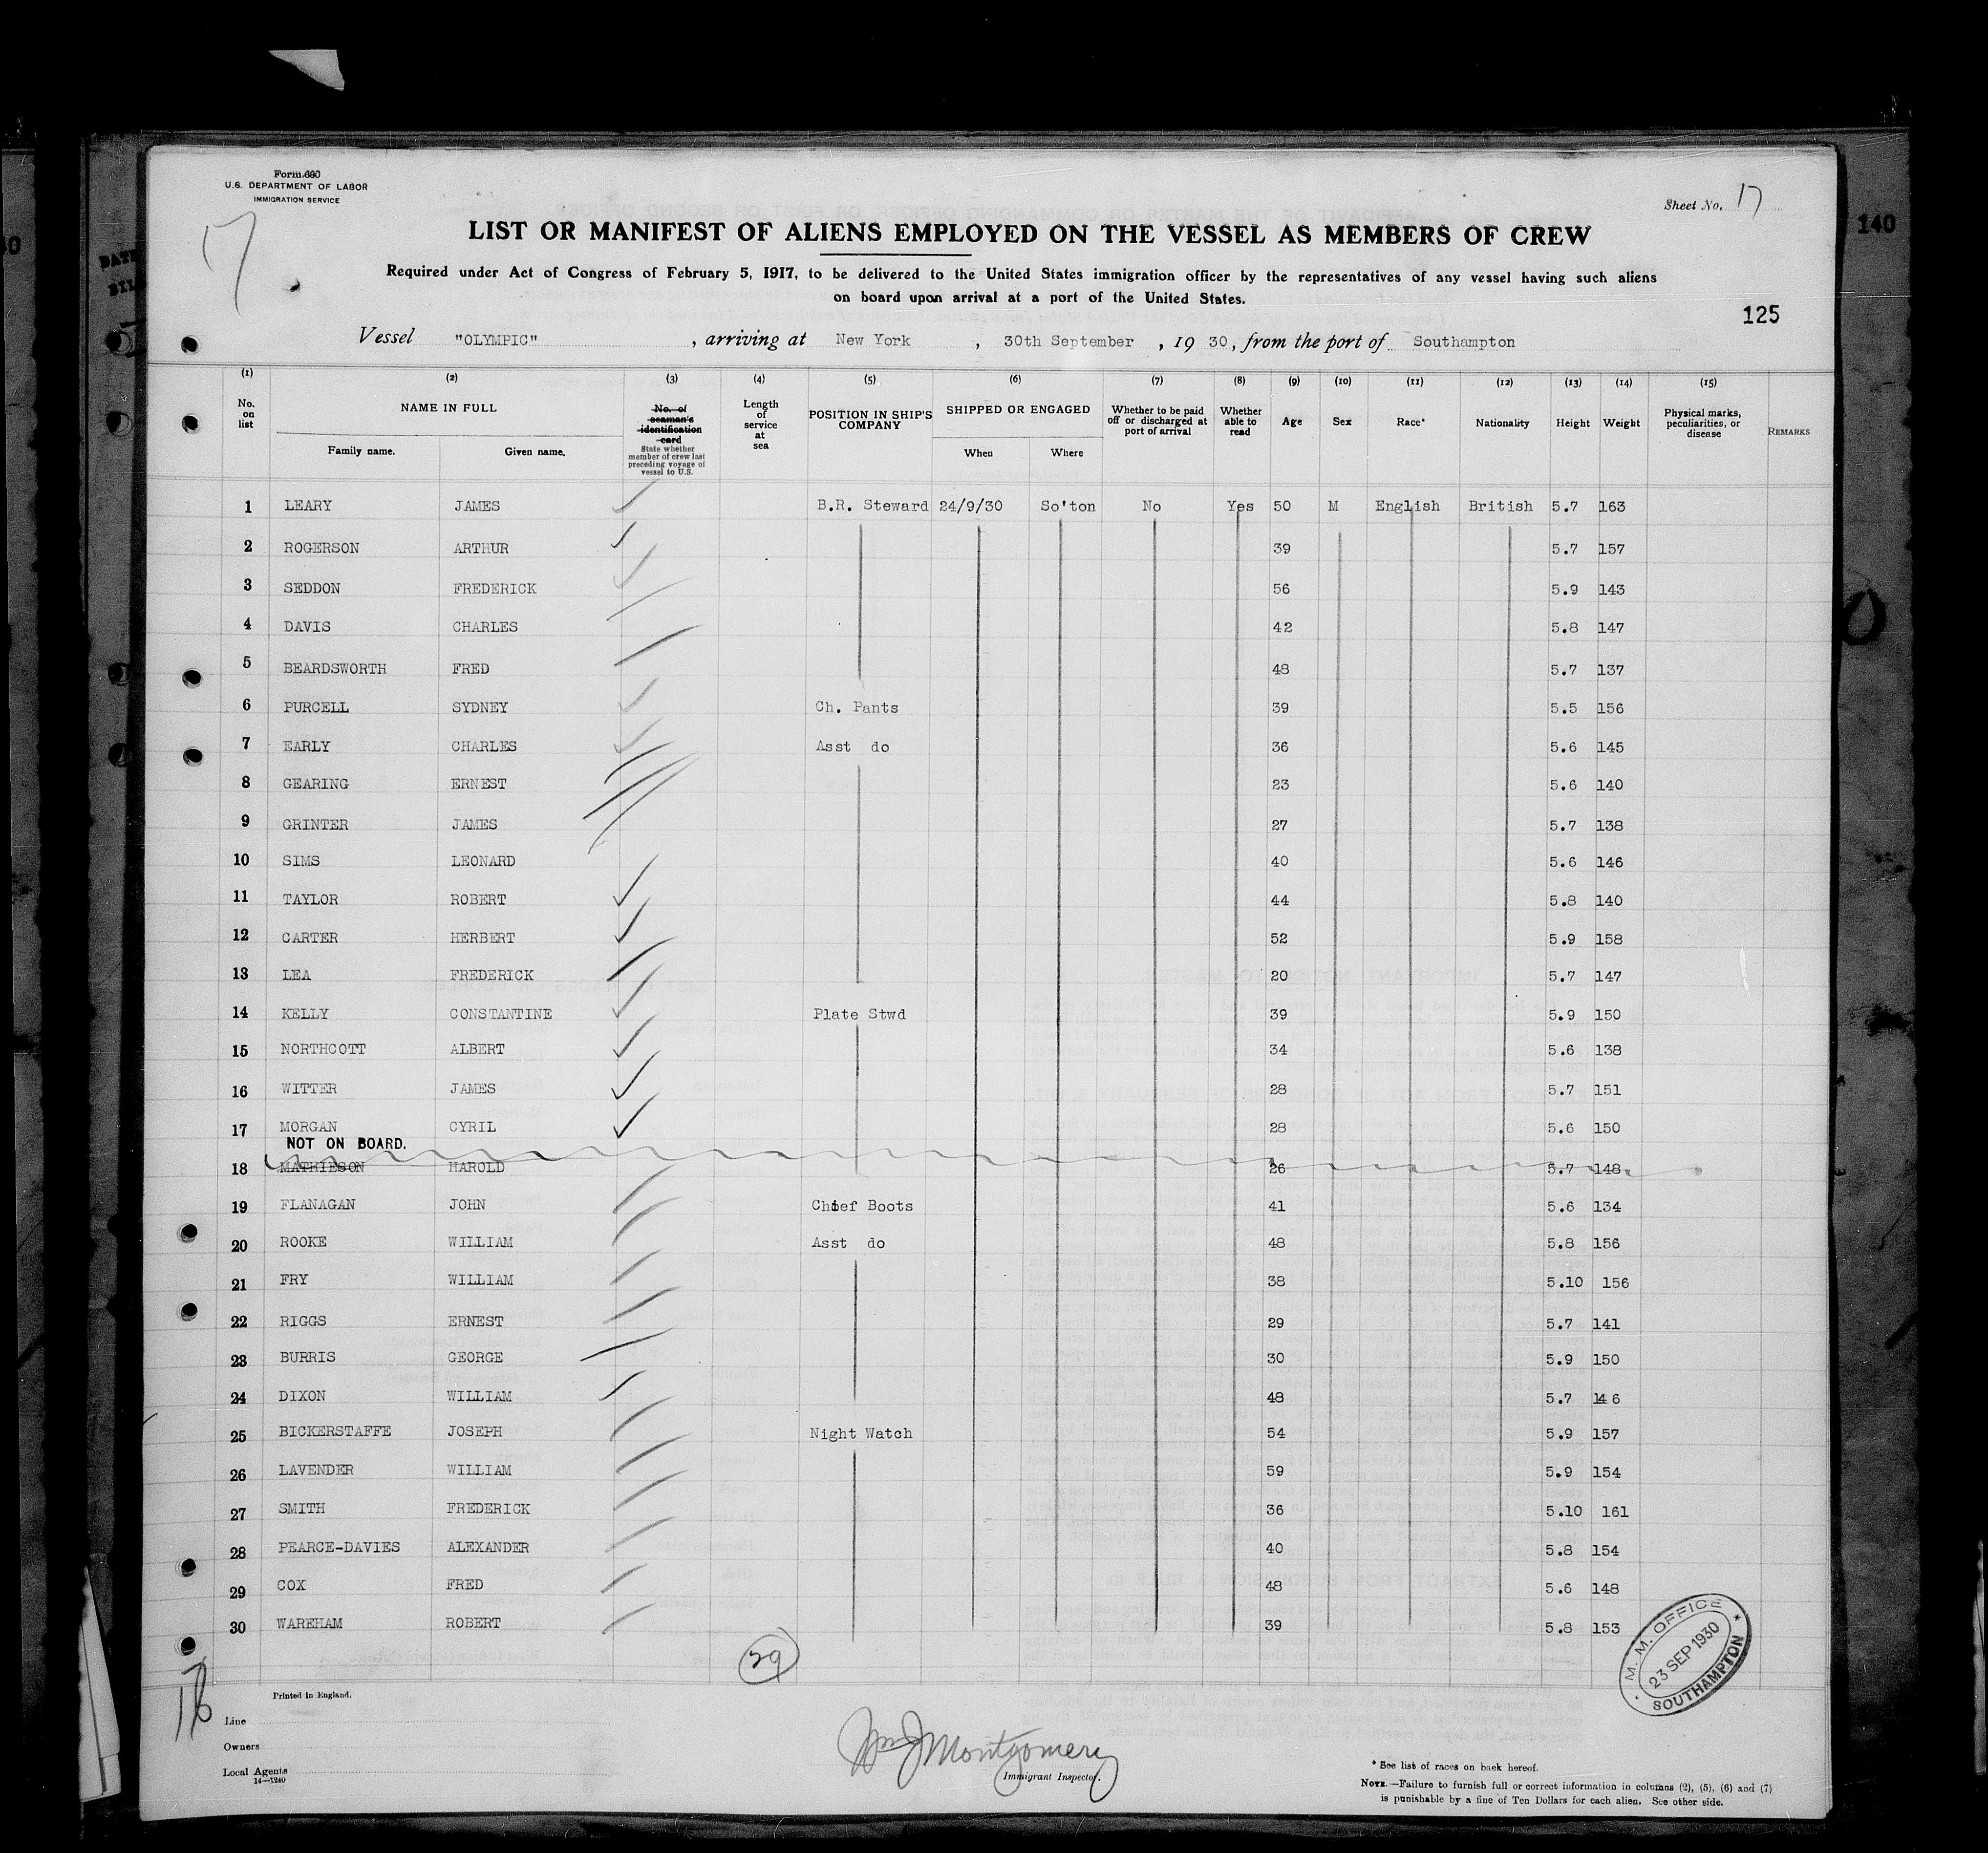 Form 680
U.S. DEPARTMENT OF LABOR
IMMIGRATION SERVICE
17
Sheet No. 17
140
LIST OR MANIFEST OF ALIENS EMPLOYED ON THE VESSEL AS MEMBERS OF CREW
Required under Act of Congress of February 5, 1917, to be delivered to the United States immigration officer by the representatives of any vessel having such aliens
on board upon arrival at a port of the United States.
125
Vessel "OLYMPIC", arriving at New York, 30th September, 19 30, from the port of Southampton
(1) (2) (3) (4) (5) (6) (7) (8) (9) (10) (11) (12) (13) (14) (15)
No. on list NAME IN FULL Family name. Given name. No. of seaman's identification card State whether member of crew last preceding voyage of vessel to U.S. Length of service at sea POSITION IN SHIP'S COMPANY SHIPPED OR ENGAGED When Where Whether to be paid off or discharged at port of arrival Whether able to read Age Sex Race* Nationality Height Weight Physical marks, peculiarities, or disease REMARKS
1 LEARY JAMES B.R. Steward 24/9/30 So'ton No Yes 50 M English British 5.7 163
2 ROGERSON ARTHUR 39 5.7 157
3 SEDDON FREDERICK 56 5.9 143
4 DAVIS CHARLES 42 5.8 147
5 BEARDSWORTH FRED 48 5.7 137
6 PURCELL SYDNEY Ch. Pants 39 5.5 156
7 EARLY CHARLES Asst do 36 5.6 145
8 GEARING ERNEST 23 5.6 140
9 GRINTER JAMES 27 5.7 138
10 SIMS LEONARD 40 5.6 146
11 TAYLOR ROBERT 44 5.8 140
12 CARTER HERBERT 52 5.9 158
13 LEA FREDERICK 20 5.7 147
14 KELLY CONSTANTINE Plate Stwd 39 5.9 150
15 NORTHCOTT ALBERT 34 5.6 138
16 WITTER JAMES 28 5.7 151
17 MORGAN CYRIL 28 5.6 150
NOT ON BOARD.
18 MATHIESON HAROLD 26 5.7 148
19 FLANAGAN JOHN Chief Boots 41 5.6 134
20 ROOKE WILLIAM Asst do 48 5.8 156
21 FRY WILLIAM 38 5.10 156
22 RIGGS ERNEST 29 5.7 141
23 BURRIS GEORGE 30 5.9 150
24 DIXON WILLIAM 48 5.7 146
25 BICKERSTAFFE JOSEPH Night Watch 54 5.9 157
26 LAVENDER WILLIAM 59 5.9 154
27 SMITH FREDERICK 36 5.10 161
28 PEARCE-DAVIES ALEXANDER 40 5.8 154
29 COX FRED 48 5.6 148
30 WAREHAM ROBERT 39 5.8 153
29
M. M. OFFICE
23 SEP 1930
SOUTHAMPTON
Printed in England.
Line
Owners
Local Agents
14—1240
Wm J Montgomery
Immigrant Inspector.
* See list of races on back hereof.
NOTE.—Failure to furnish full or correct information in columns (2), (5), (6) and (7)
is punishable by a fine of Ten Dollars for each alien. See other side.